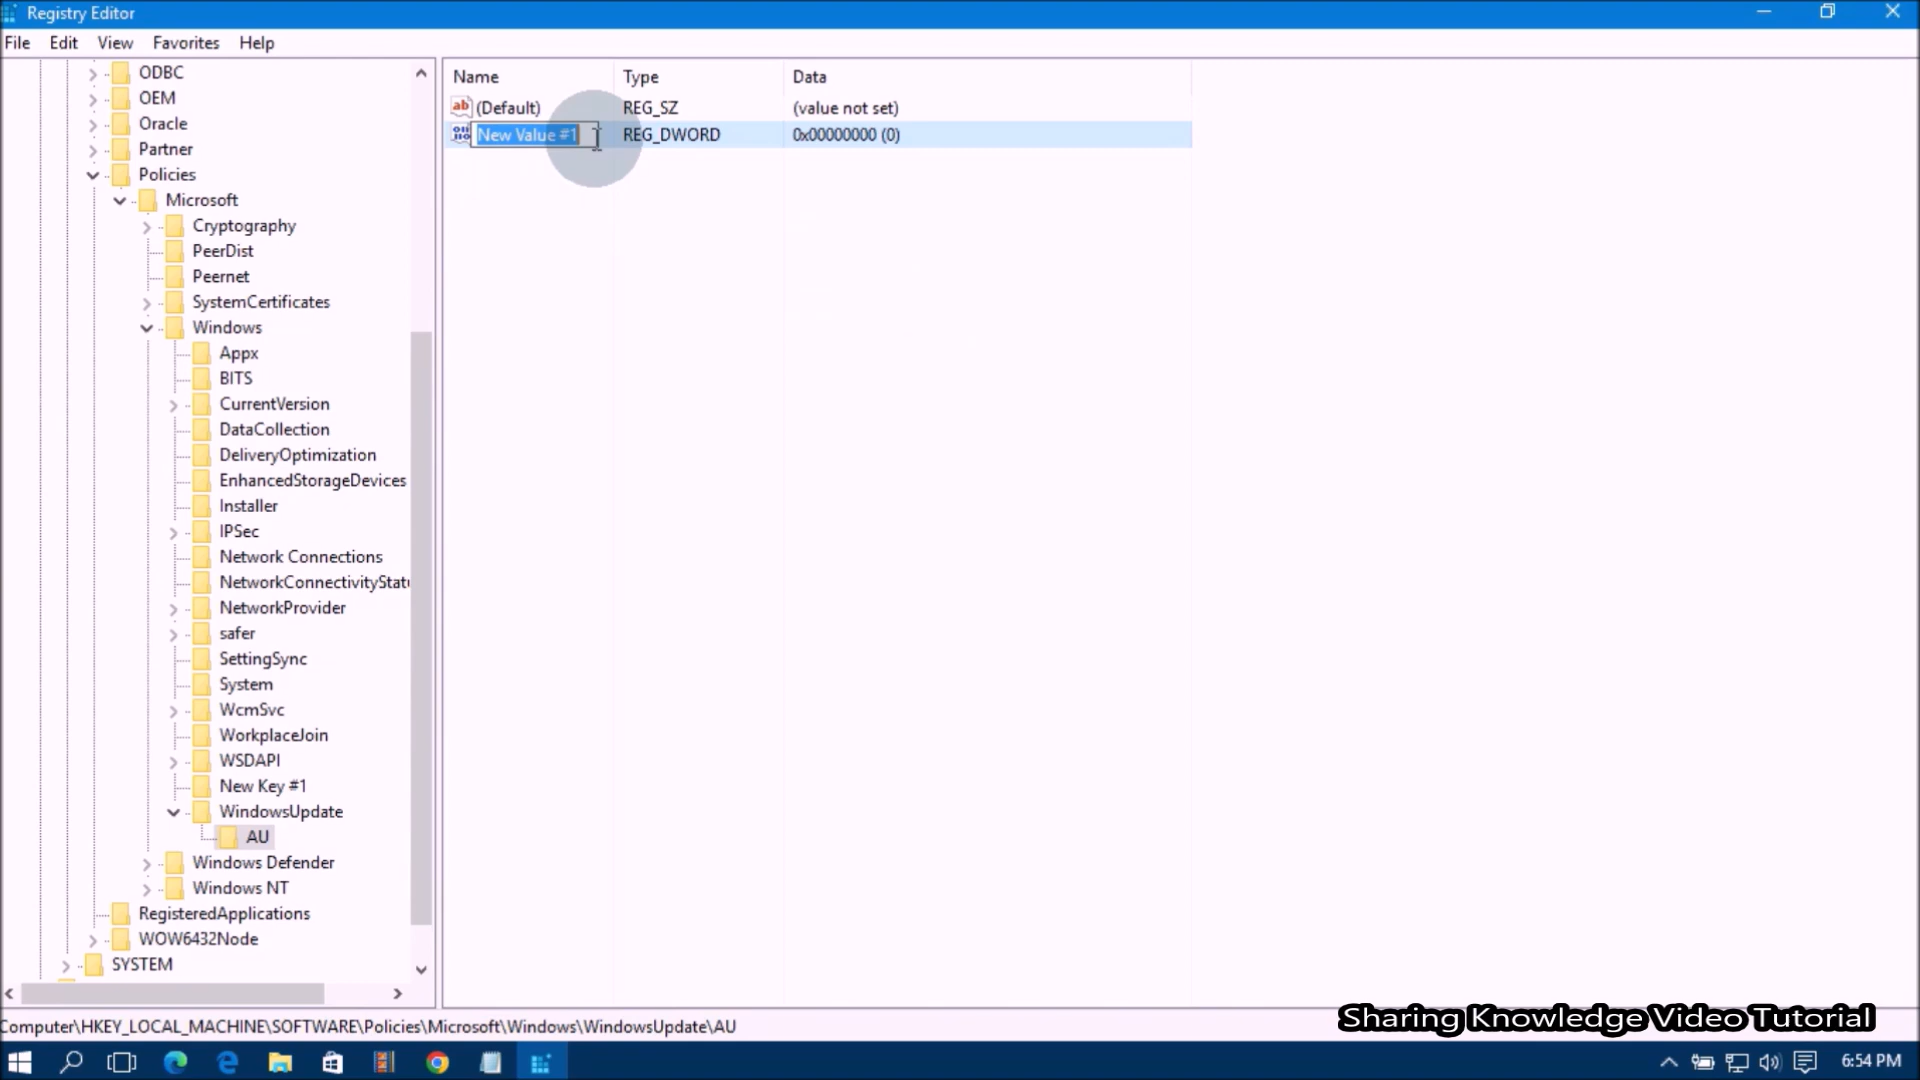 Registry Editor
File Edit View Favorites Help
ODBC
OEM
Oracle
Partner
Policies
Microsoft
Cryptography
PeerDist
Peernet
SystemCertificates
Windows
Appx
BITS
CurrentVersion
DataCollection
DeliveryOptimization
EnhancedStorageDevices
Installer
IPSec
Network Connections
NetworkConnectivityStatu
NetworkProvider
safer
SettingSync
System
WcmSvc
WorkplaceJoin
WSDAPI
New Key #1
WindowsUpdate
AU
Windows Defender
Windows NT
RegisteredApplications
WOW6432Node
SYSTEM
Name Type Data
(Default) REG_SZ (value not set)
New Value #1 REG_DWORD 0x00000000 (0)
Computer\HKEY_LOCAL_MACHINE\SOFTWARE\Policies\Microsoft\Windows\WindowsUpdate\AU
Sharing Knowledge Video Tutorial
6:54 PM